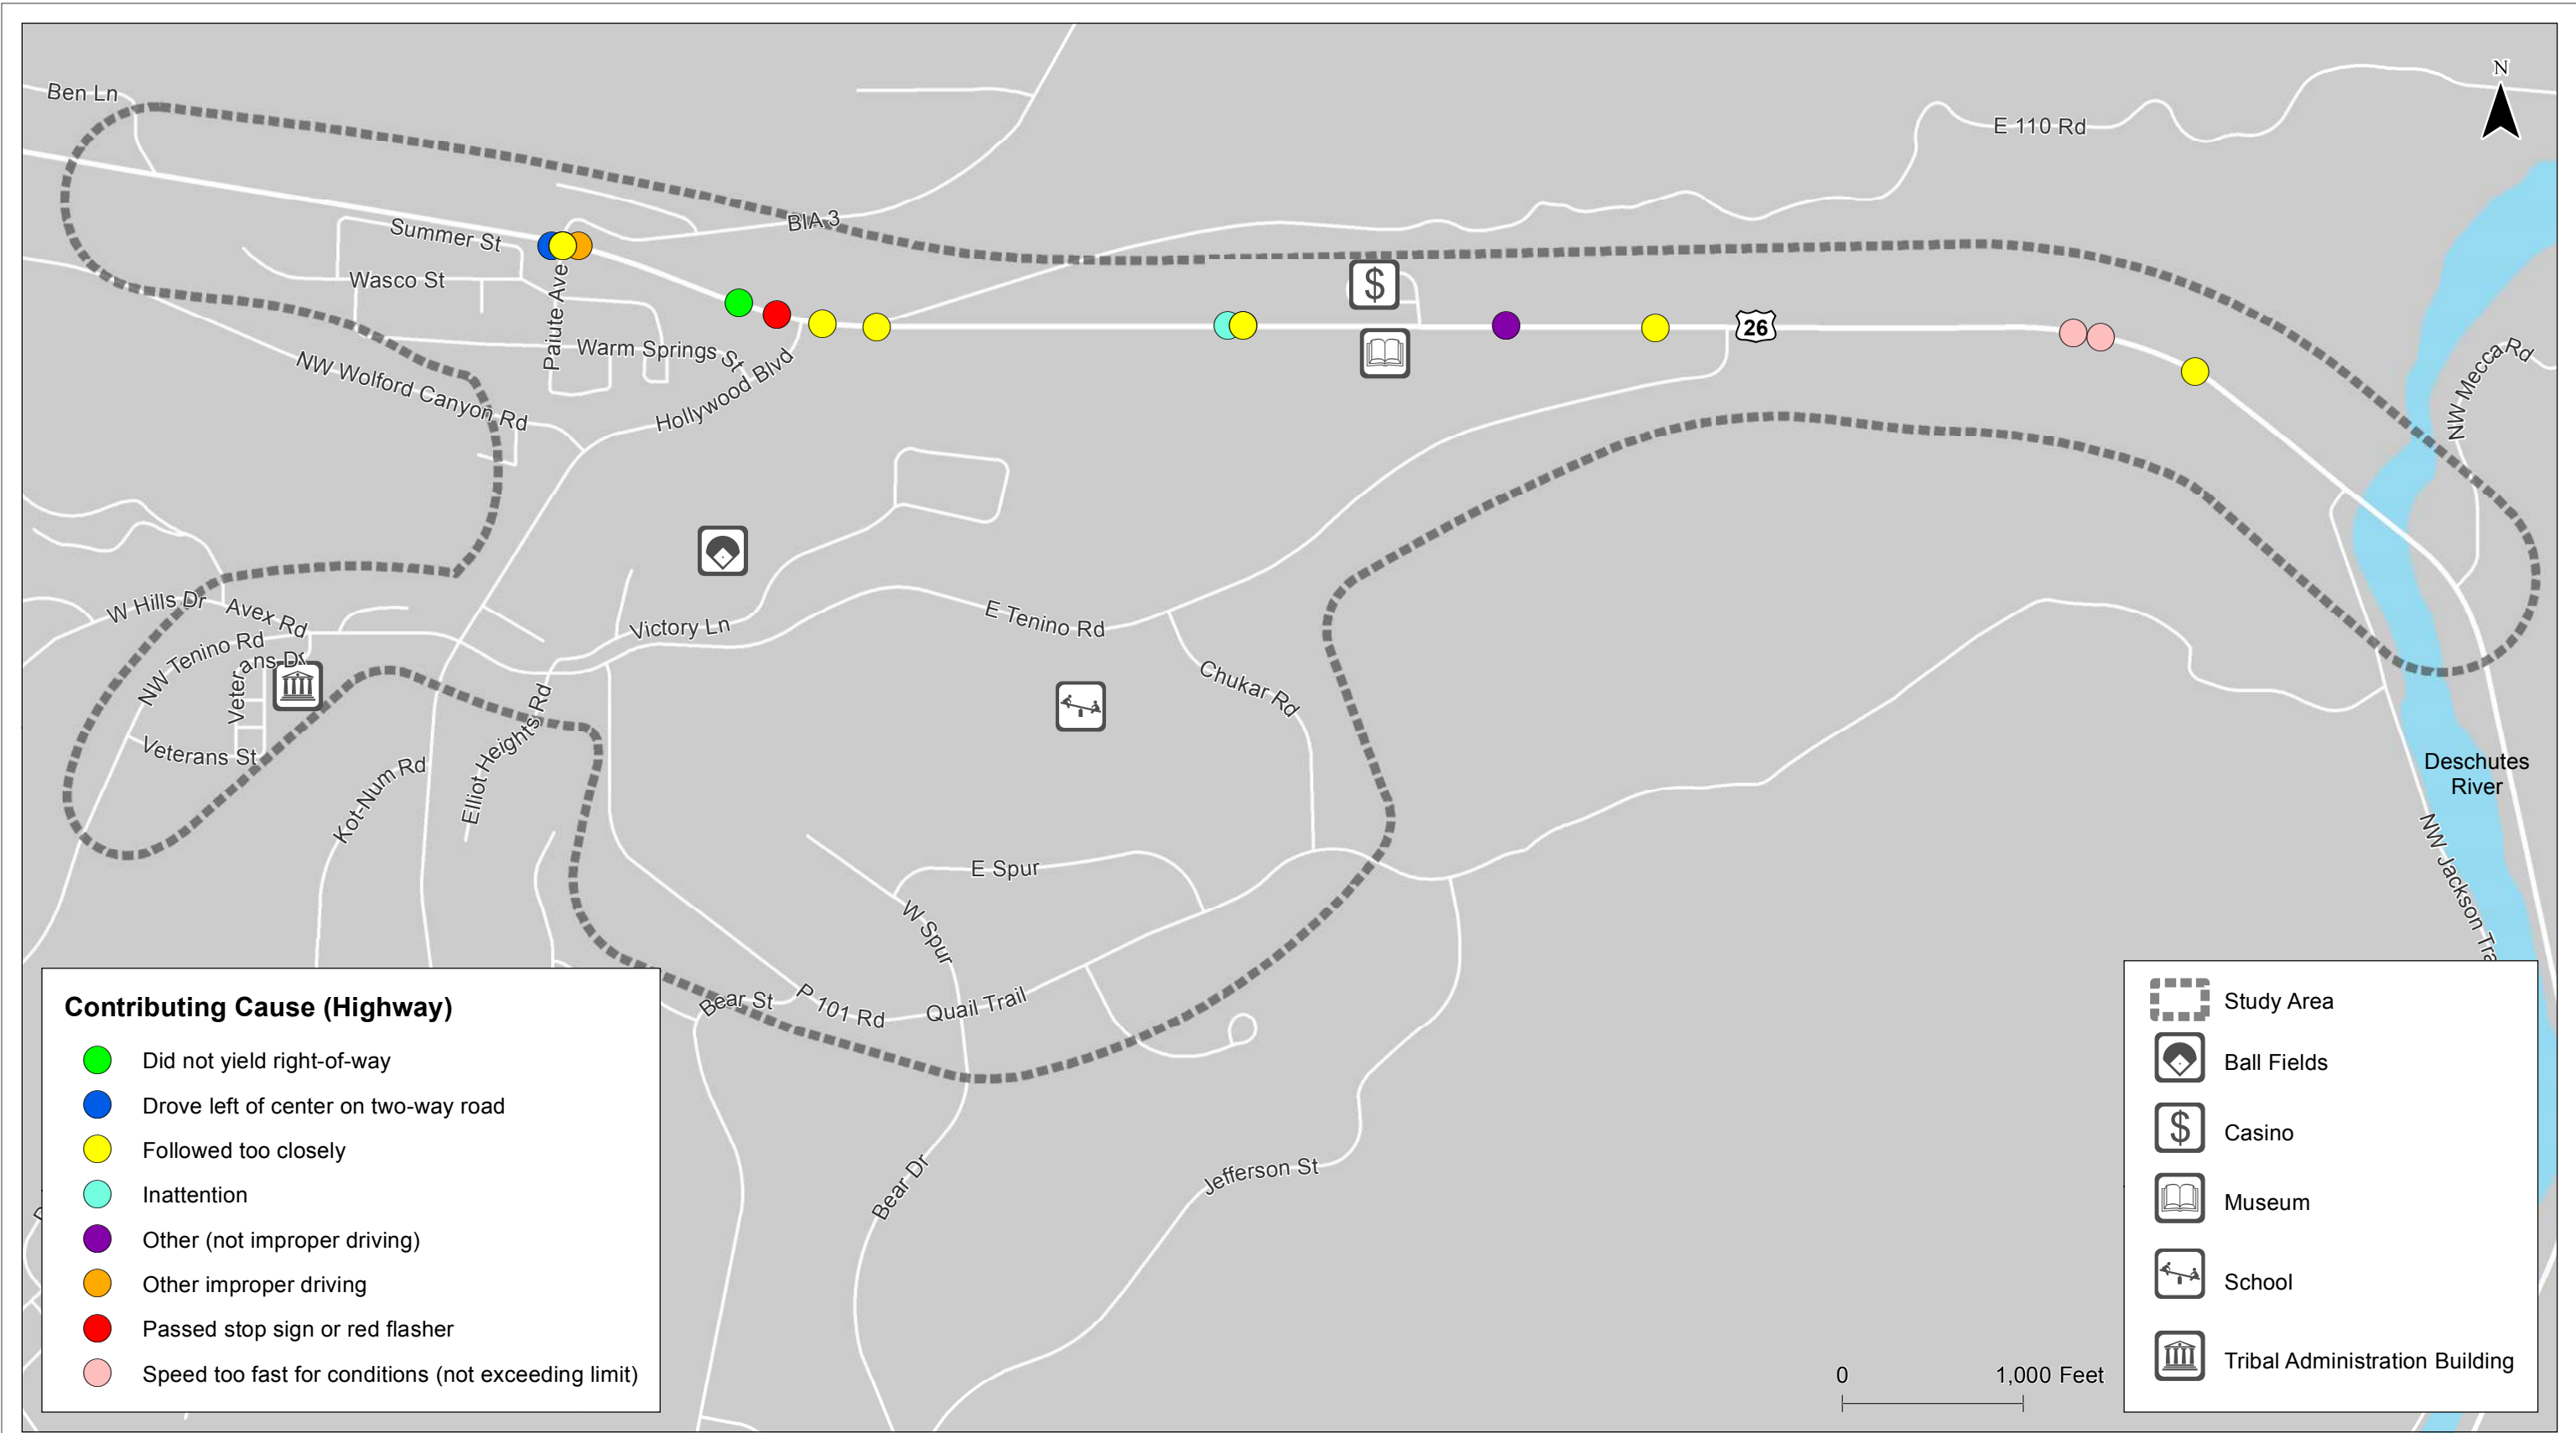 N
Ben Ln
E 110 Rd
BIA 3
Summer St
Wasco St
Paiute Ave
$
26
Warm Springs St
Hollywood Blvd
NW Wolford Canyon Rd
NW Mecca Rd
W Hills Dr
Avex Rd
NW Tenino Rd
Veterans Dr
Veterans St
Victory Ln
E Tenino Rd
Chukar Rd
Elliot Heights Rd
Kot-Num Rd
Deschutes
River
NW Jackson Tra
E Spur
W Spur
Bear St
P 101 Rd
Quail Trail
Bear Dr
Jefferson St
Contributing Cause (Highway)
Did not yield right-of-way
Drove left of center on two-way road
Followed too closely
Inattention
Other (not improper driving)
Other improper driving
Passed stop sign or red flasher
Speed too fast for conditions (not exceeding limit)
0 1,000 Feet
Study Area
Ball Fields
$ Casino
Museum
School
Tribal Administration Building